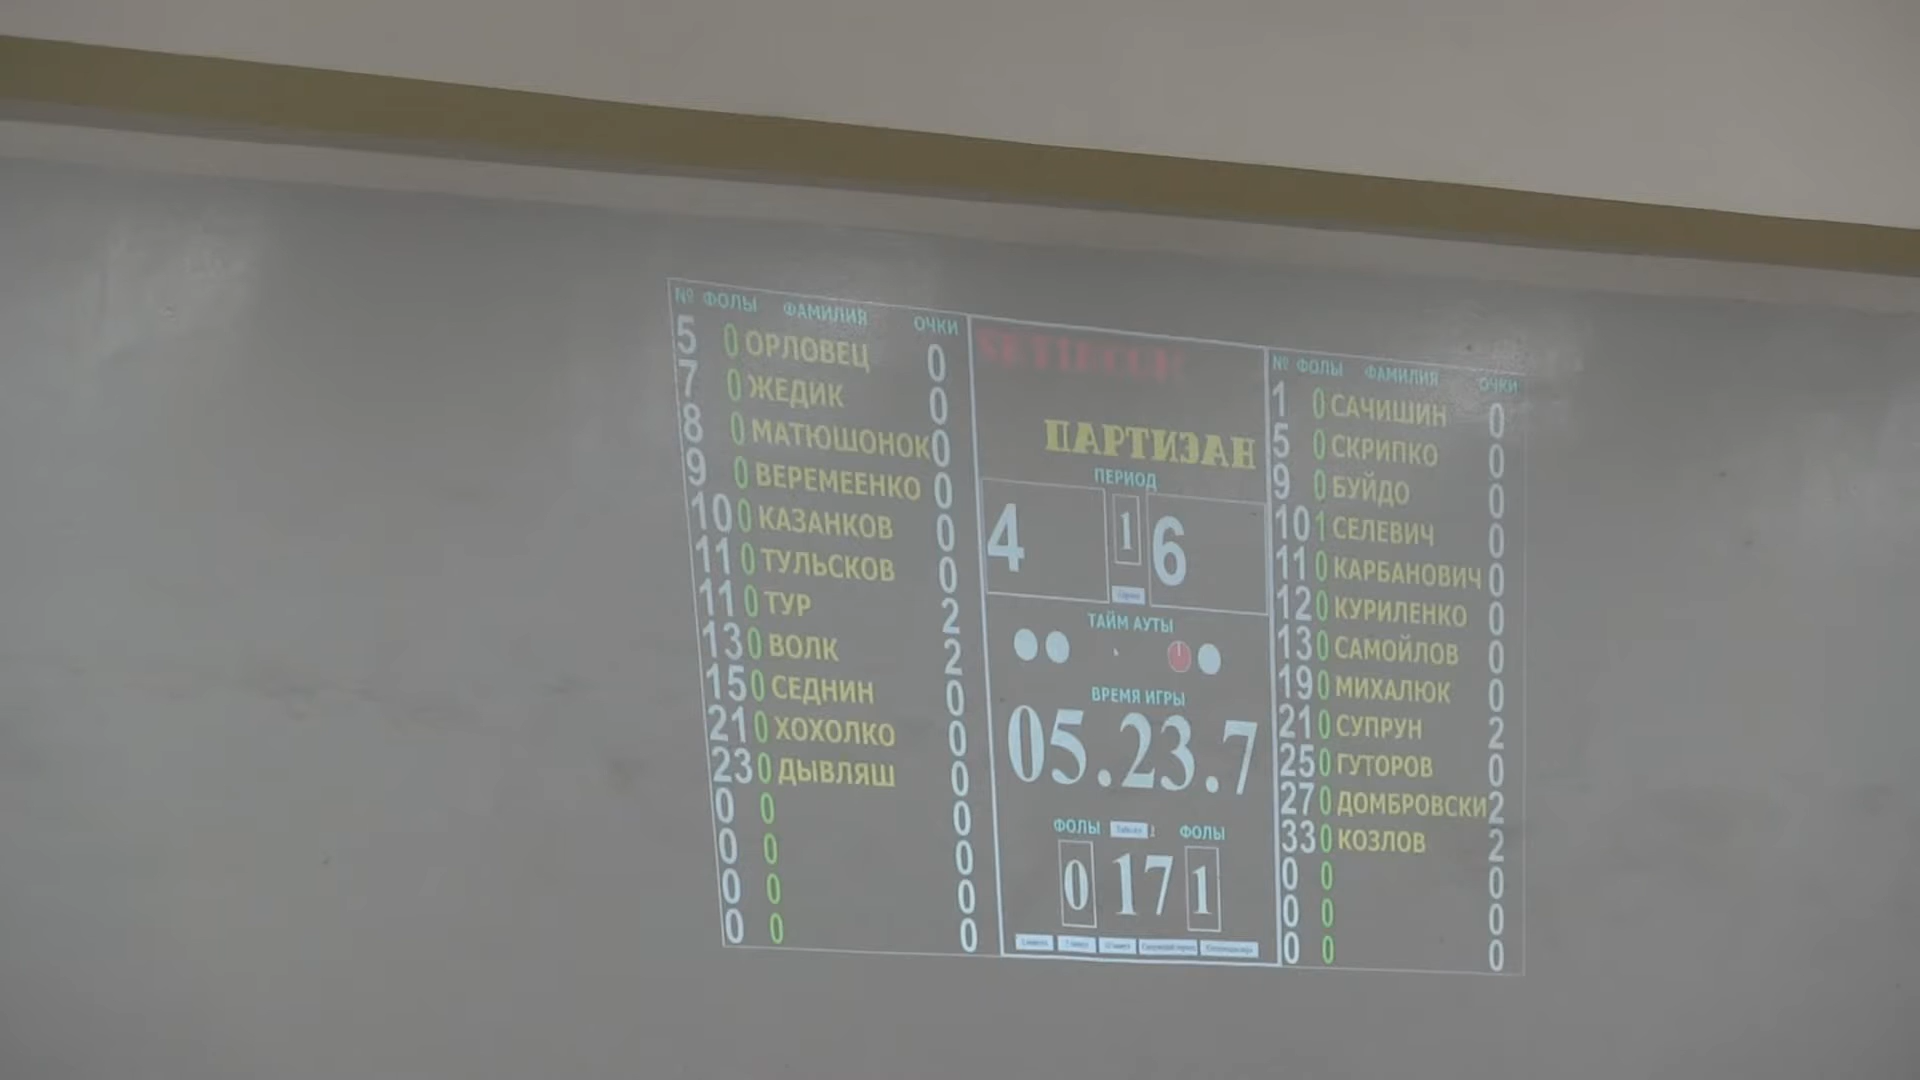 № ФОЛЫ ФАМИЛИЯ ОЧКИ
5 0 ОРЛОВЕЦ 0
7 0 ЖЕДИК 0
8 0 МАТЮШОНОК 0
9 0 ВЕРЕМЕЕНКО 0
10 0 КАЗАНКОВ 0
11 0 ТУЛЬСКОВ 0
11 0 ТУР 2
13 0 ВОЛК 2
15 0 СЕДНИН 0
21 0 ХОХОЛКО 0
23 0 ДЫВЛЯШ 0
0 0 0
0 0 0
0 0 0
0 0 0
ПАРТИЗАН
ПЕРИОД
4 1 6
ТАЙМ АУТЫ
ВРЕМЯ ИГРЫ
05.23.7
ФОЛЫ ФОЛЫ
0 17 1
№ ФОЛЫ ФАМИЛИЯ ОЧКИ
1 0 САЧИШИН 0
5 0 СКРИПКО 0
9 0 БУЙДО 0
10 1 СЕЛЕВИЧ 0
11 0 КАРБАНОВИЧ 0
12 0 КУРИЛЕНКО 0
13 0 САМОЙЛОВ 0
19 0 МИХАЛЮК 0
21 0 СУПРУН 2
25 0 ГУТОРОВ 0
27 0 ДОМБРОВСКИ 2
33 0 КОЗЛОВ 2
0 0 0
0 0 0
0 0 0